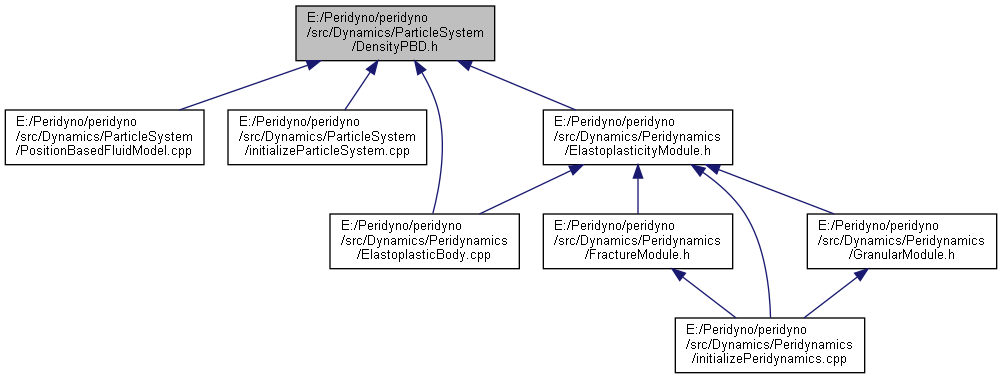 E:/Peridyno/peridyno
/src/Dynamics/ParticleSystem
/DensityPBD.h
E:/Peridyno/peridyno
/src/Dynamics/ParticleSystem
/PositionBasedFluidModel.cpp
E:/Peridyno/peridyno
/src/Dynamics/ParticleSystem
/initializeParticleSystem.cpp
E:/Peridyno/peridyno
/src/Dynamics/Peridynamics
/ElastoplasticityModule.h
E:/Peridyno/peridyno
/src/Dynamics/Peridynamics
/ElastoplasticBody.cpp
E:/Peridyno/peridyno
/src/Dynamics/Peridynamics
/FractureModule.h
E:/Peridyno/peridyno
/src/Dynamics/Peridynamics
/GranularModule.h
E:/Peridyno/peridyno
/src/Dynamics/Peridynamics
/initializePeridynamics.cpp